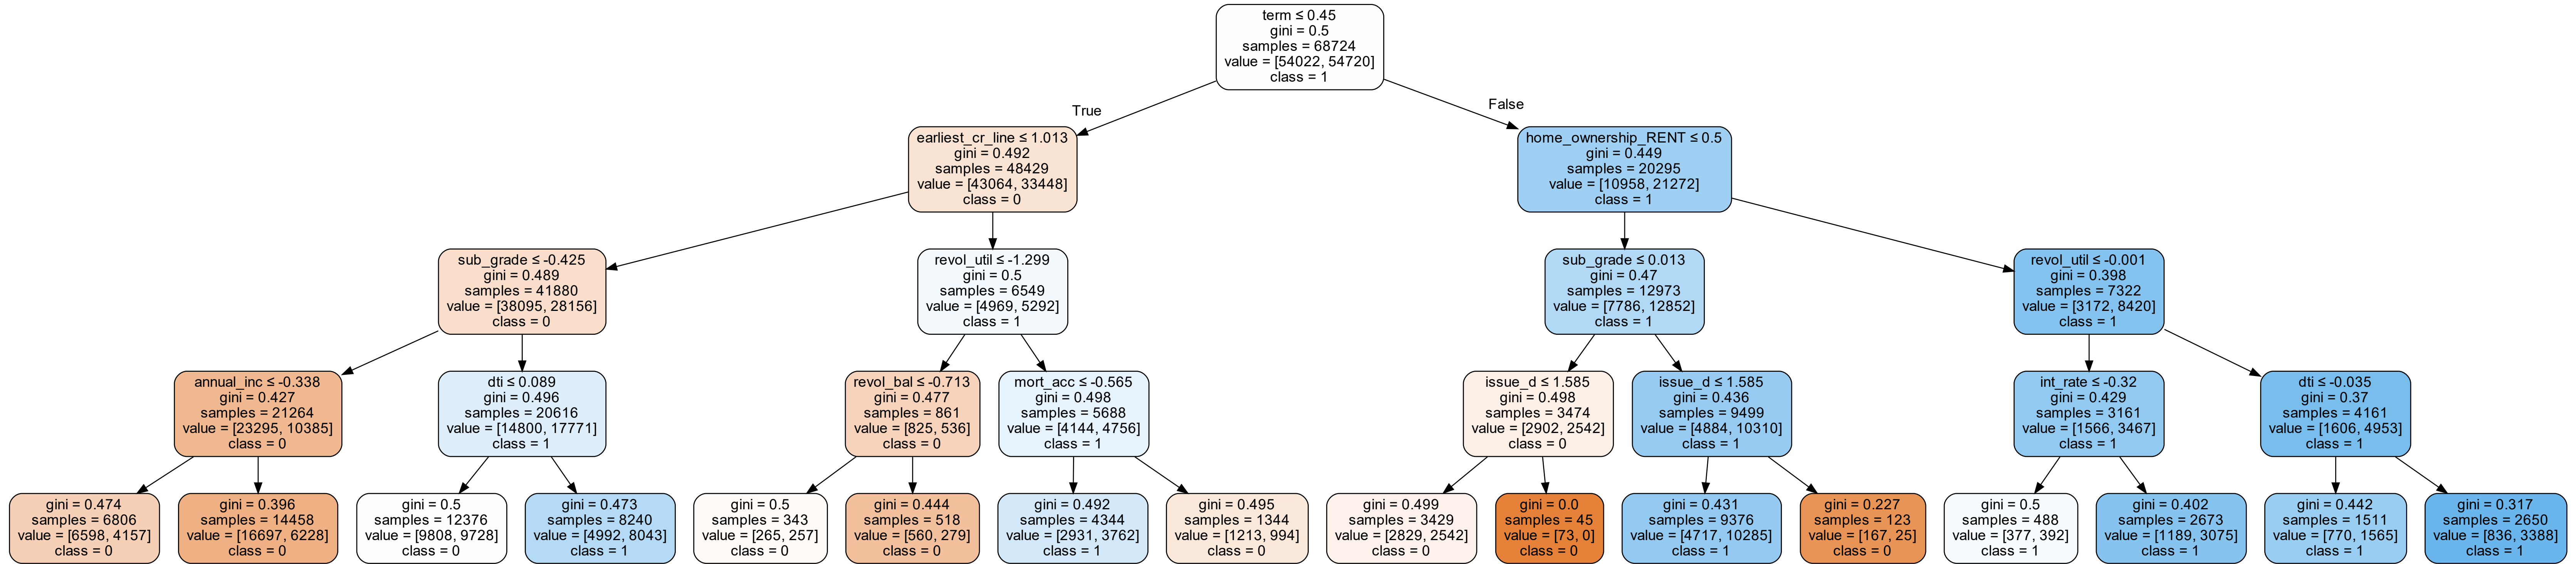 term ≤ 0.45
gini = 0.5
samples = 68724
value = [54022, 54720]
class = 1
True
False
earliest_cr_line ≤ 1.013
gini = 0.492
samples = 48429
value = [43064, 33448]
class = 0
home_ownership_RENT ≤ 0.5
gini = 0.449
samples = 20295
value = [10958, 21272]
class = 1
sub_grade ≤ -0.425
gini = 0.489
samples = 41880
value = [38095, 28156]
class = 0
revol_util ≤ -1.299
gini = 0.5
samples = 6549
value = [4969, 5292]
class = 1
sub_grade ≤ 0.013
gini = 0.47
samples = 12973
value = [7786, 12852]
class = 1
revol_util ≤ -0.001
gini = 0.398
samples = 7322
value = [3172, 8420]
class = 1
annual_inc ≤ -0.338
gini = 0.427
samples = 21264
value = [23295, 10385]
class = 0
dti ≤ 0.089
gini = 0.496
samples = 20616
value = [14800, 17771]
class = 1
revol_bal ≤ -0.713
gini = 0.477
samples = 861
value = [825, 536]
class = 0
mort_acc ≤ -0.565
gini = 0.498
samples = 5688
value = [4144, 4756]
class = 1
issue_d ≤ 1.585
gini = 0.498
samples = 3474
value = [2902, 2542]
class = 0
issue_d ≤ 1.585
gini = 0.436
samples = 9499
value = [4884, 10310]
class = 1
int_rate ≤ -0.32
gini = 0.429
samples = 3161
value = [1566, 3467]
class = 1
dti ≤ -0.035
gini = 0.37
samples = 4161
value = [1606, 4953]
class = 1
gini = 0.474
samples = 6806
value = [6598, 4157]
class = 0
gini = 0.396
samples = 14458
value = [16697, 6228]
class = 0
gini = 0.5
samples = 12376
value = [9808, 9728]
class = 0
gini = 0.473
samples = 8240
value = [4992, 8043]
class = 1
gini = 0.5
samples = 343
value = [265, 257]
class = 0
gini = 0.444
samples = 518
value = [560, 279]
class = 0
gini = 0.492
samples = 4344
value = [2931, 3762]
class = 1
gini = 0.495
samples = 1344
value = [1213, 994]
class = 0
gini = 0.499
samples = 3429
value = [2829, 2542]
class = 0
gini = 0.0
samples = 45
value = [73, 0]
class = 0
gini = 0.431
samples = 9376
value = [4717, 10285]
class = 1
gini = 0.227
samples = 123
value = [167, 25]
class = 0
gini = 0.5
samples = 488
value = [377, 392]
class = 1
gini = 0.402
samples = 2673
value = [1189, 3075]
class = 1
gini = 0.442
samples = 1511
value = [770, 1565]
class = 1
gini = 0.317
samples = 2650
value = [836, 3388]
class = 1